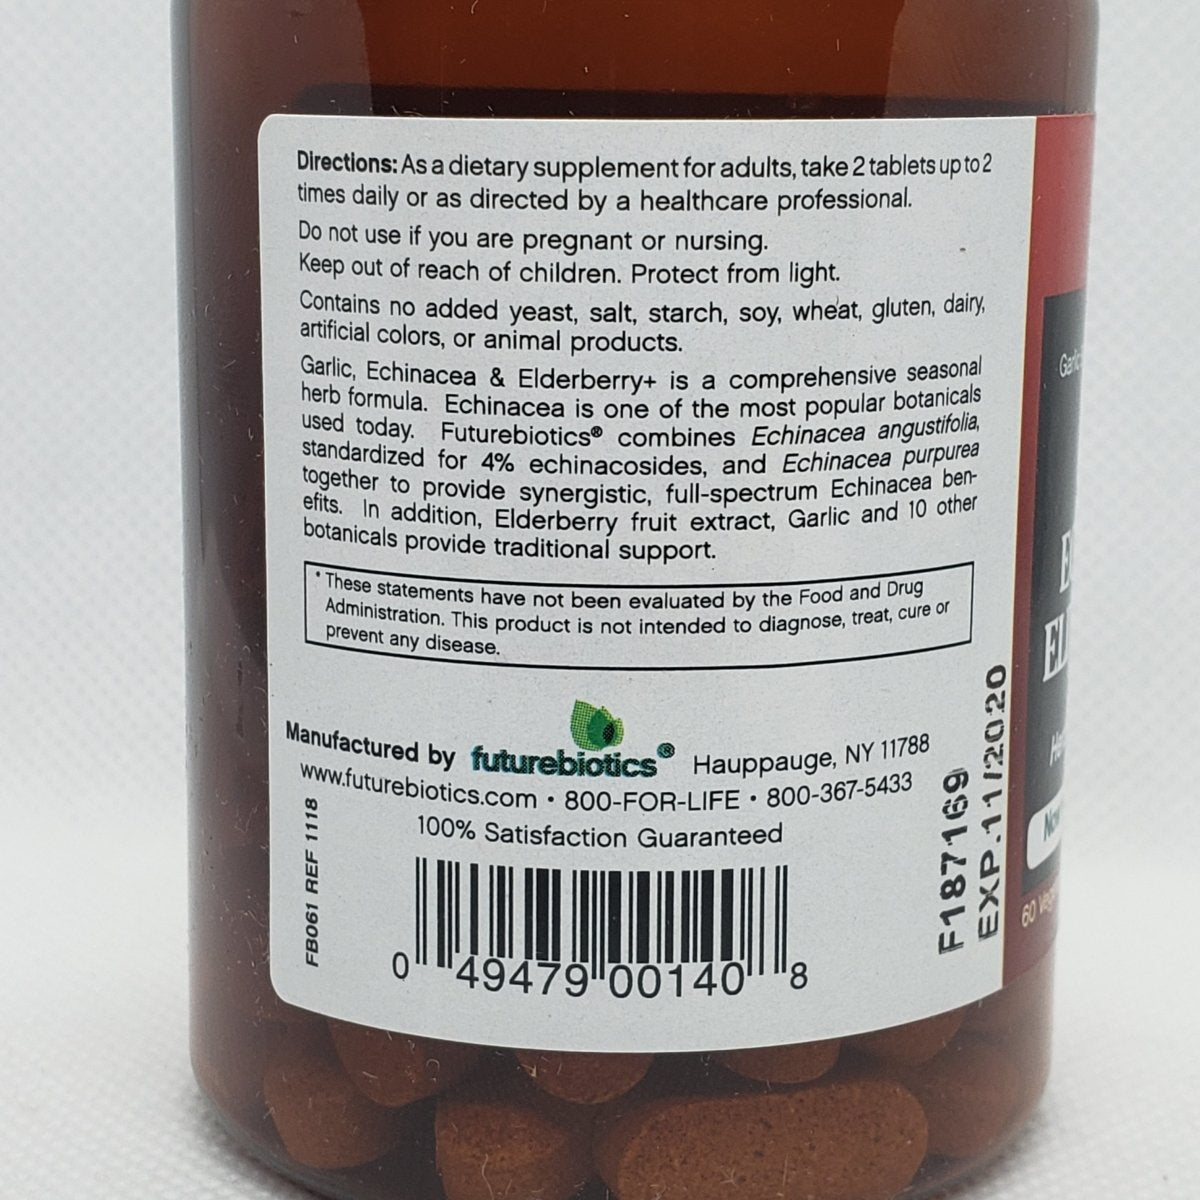 Directions: As a dietary supplement for adults, take 2 tablets up to 2
times daily or as directed by a healthcare professional.
Do not use if you are pregnant or nursing.
Keep out of reach of children. Protect from light.
Contains no added yeast, salt, starch, soy, wheat, gluten, dairy,
artificial colors, or animal products.
Garlic, Echinacea & Elderberry+ is a comprehensive seasonal
herb formula. Echinacea is one of the most popular botanicals
used today. Futurebiotics® combines Echinacea angustifolia,
standardized for 4% echinacosides, and Echinacea purpurea
together to provide synergistic, full-spectrum Echinacea ben-
efits. In addition, Elderberry fruit extract, Garlic and 10 other
botanicals provide traditional support.
* These statements have not been evaluated by the Food and Drug
Administration. This product is not intended to diagnose, treat, cure or
prevent any disease.
Manufactured by futurebiotics® Hauppauge, NY 11788
www.futurebiotics.com • 800-FOR-LIFE • 800-367-5433
100% Satisfaction Guaranteed
FB061 REF 1118
0 49479 00140 8
F187169
EXP.11/2020
60